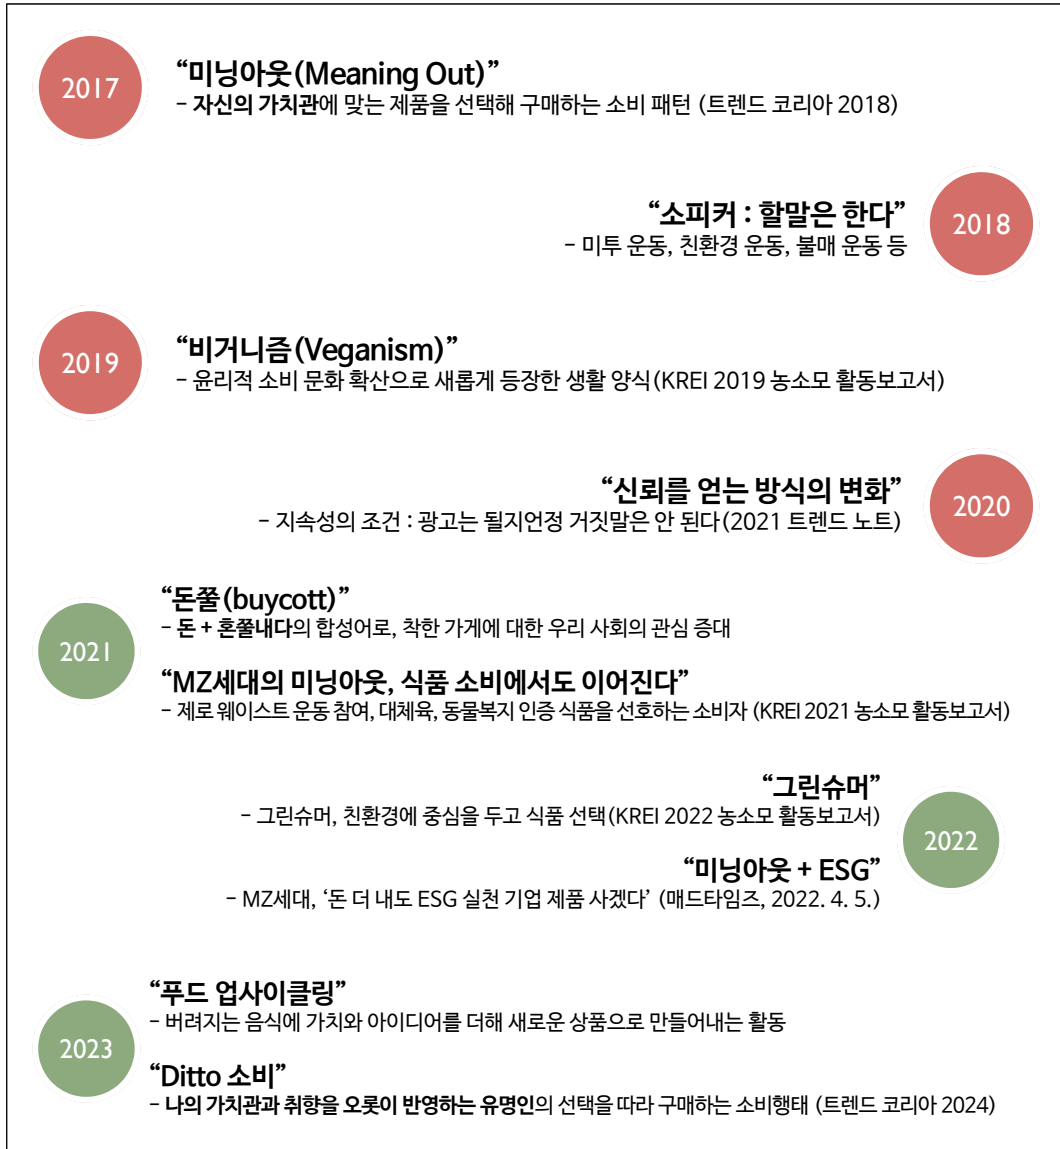 2017
“미닝아웃(Meaning Out)”
- 자신의 가치관에 맞는 제품을 선택해 구매하는 소비 패턴 (트렌드 코리아 2018)
“소피커 : 할말은 한다”
- 미투 운동, 친환경 운동, 불매 운동 등
2018
2019
“비거니즘(Veganism)”
- 윤리적 소비 문화 확산으로 새롭게 등장한 생활 양식(KREI 2019 농소모 활동보고서)
“신뢰를 얻는 방식의 변화”
- 지속성의 조건 : 광고는 될지언정 거짓말은 안 된다(2021 트렌드 노트)
2020
2021
“돈쭐(buycott)”
- 돈 + 혼쭐내다의 합성어로, 착한 가게에 대한 우리 사회의 관심 증대
“MZ세대의 미닝아웃, 식품 소비에서도 이어진다”
- 제로 웨이스트 운동 참여, 대체육, 동물복지 인증 식품을 선호하는 소비자 (KREI 2021 농소모 활동보고서)
“그린슈머”
- 그린슈머, 친환경에 중심을 두고 식품 선택(KREI 2022 농소모 활동보고서)
2022
“미닝아웃 + ESG”
- MZ세대, ‘돈 더 내도 ESG 실천 기업 제품 사겠다’ (매드타임즈, 2022. 4. 5.)
2023
“푸드 업사이클링”
- 버려지는 음식에 가치와 아이디어를 더해 새로운 상품으로 만들어내는 활동
“Ditto 소비”
- 나의 가치관과 취향을 오롯이 반영하는 유명인의 선택을 따라 구매하는 소비행태 (트렌드 코리아 2024)